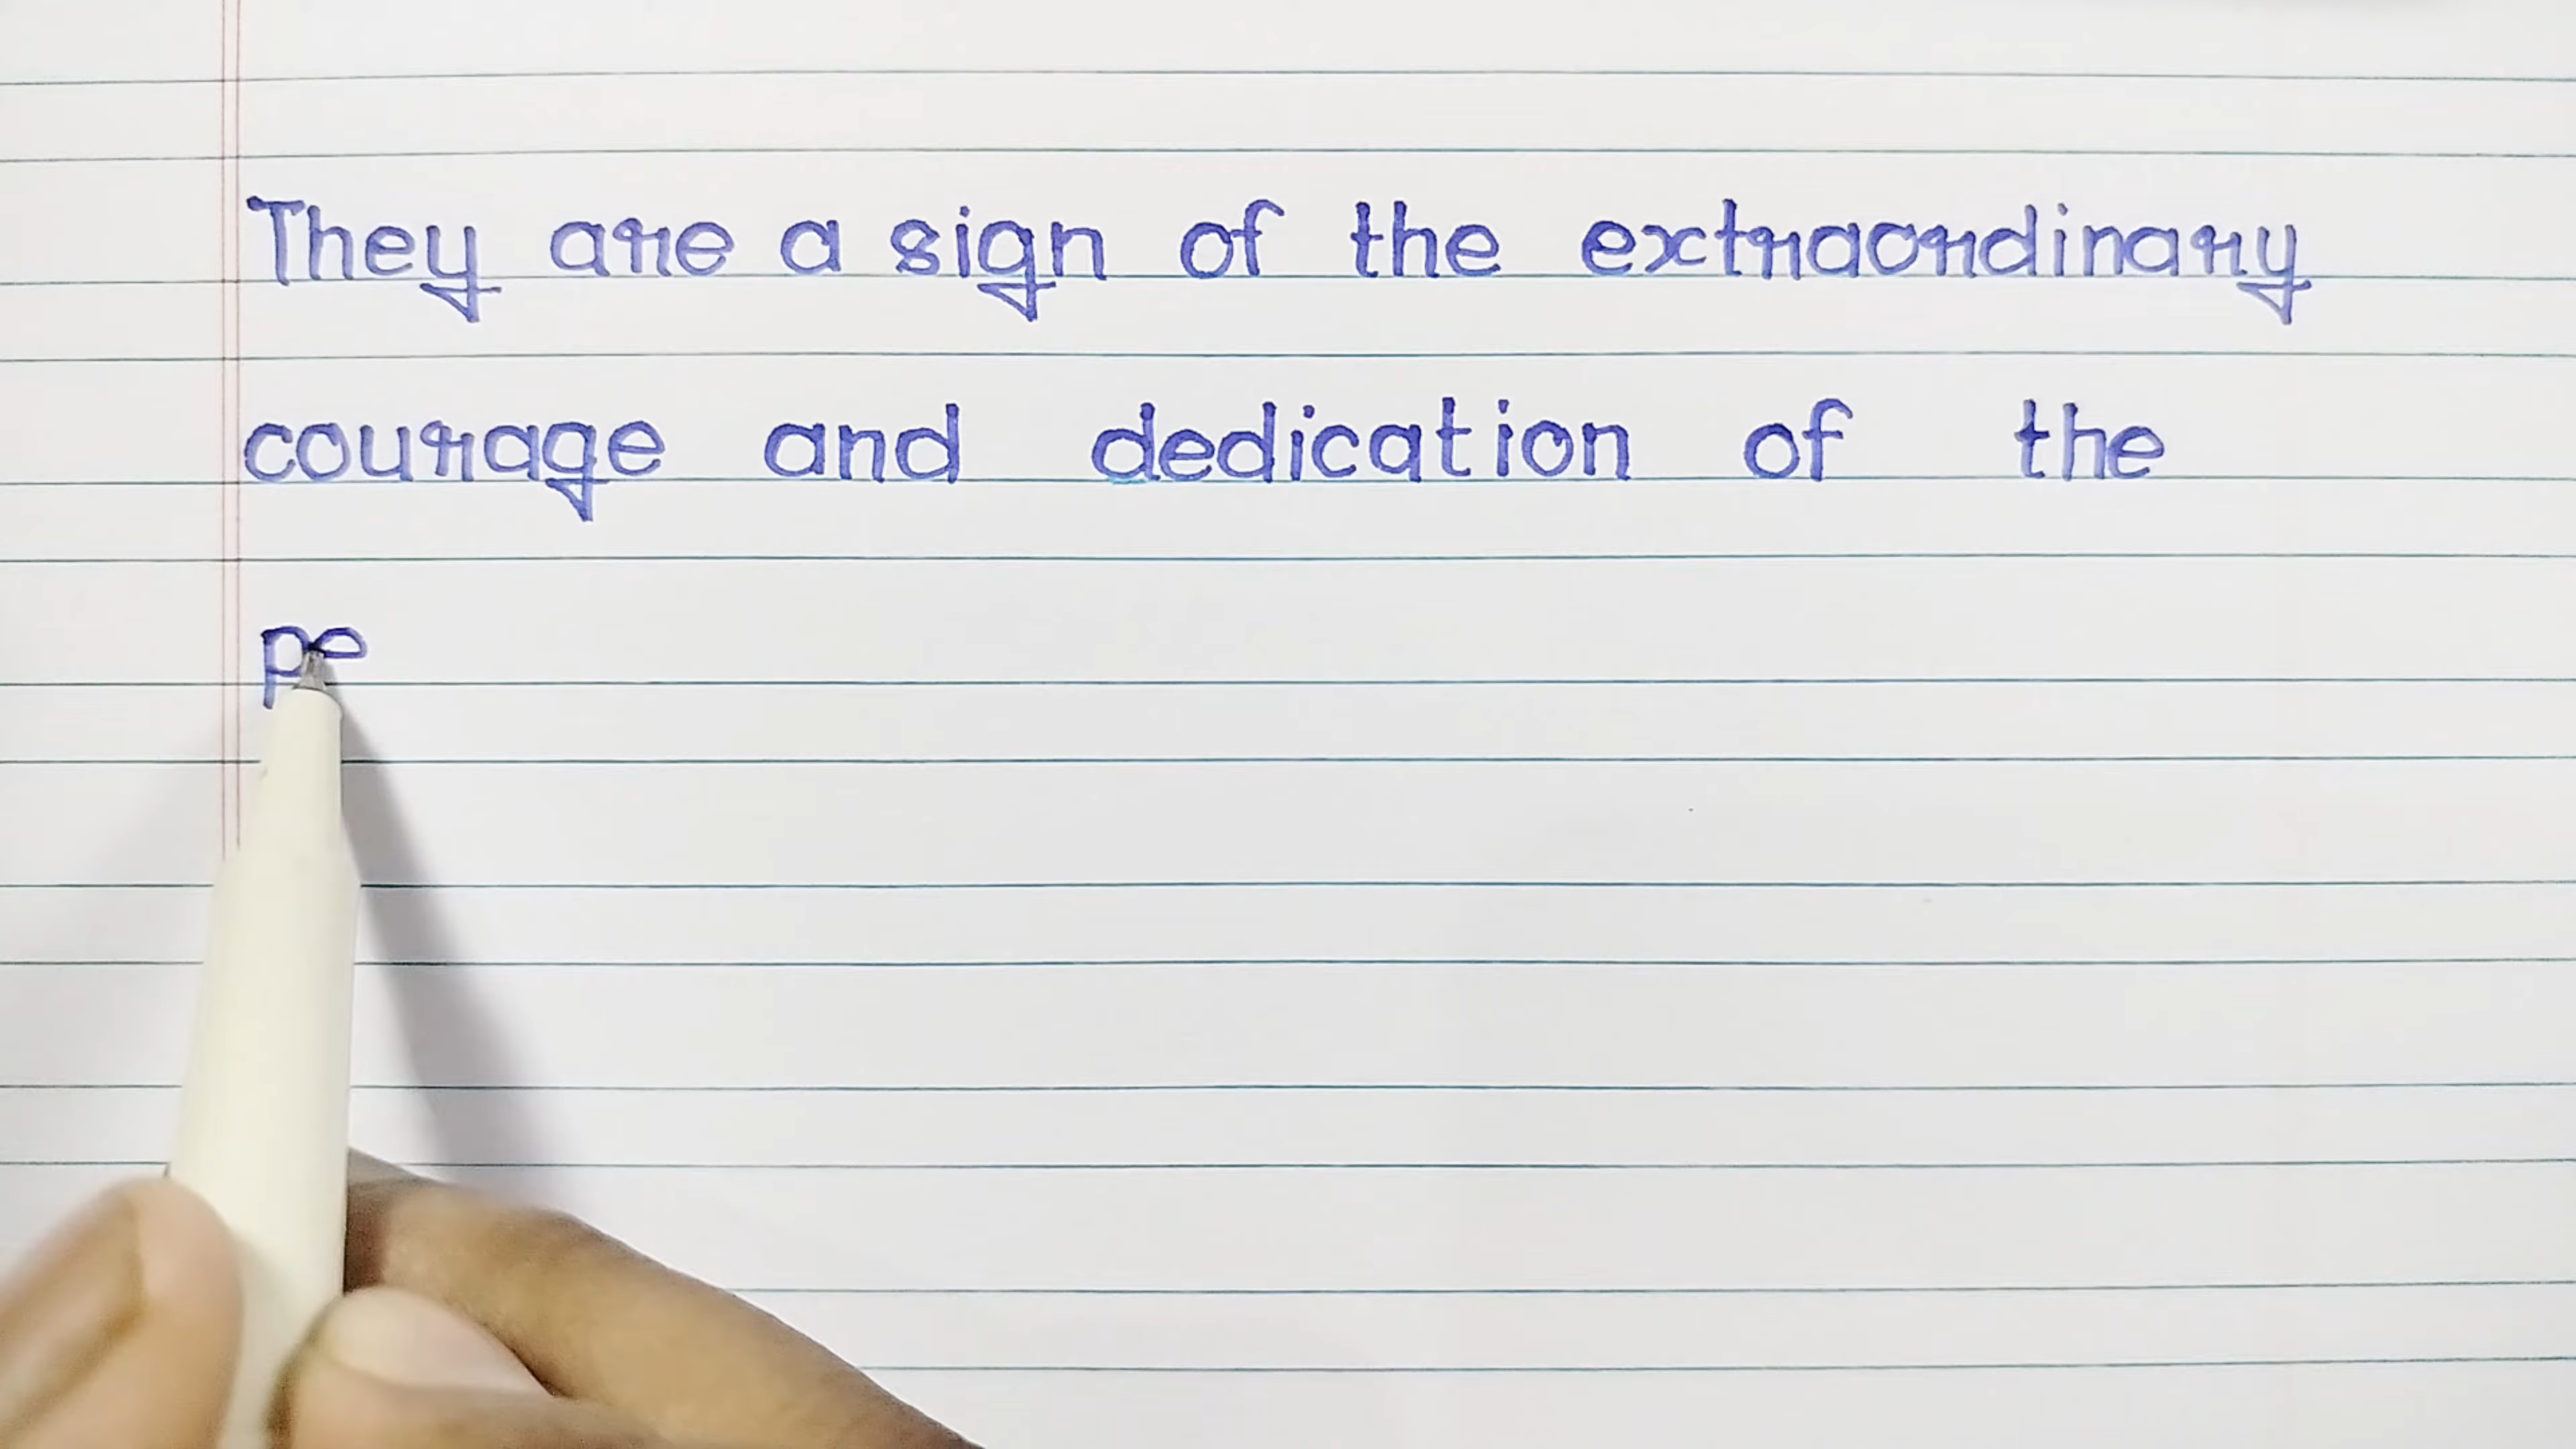 They are a sign of the extraordinary
courage and dedication of the
pe